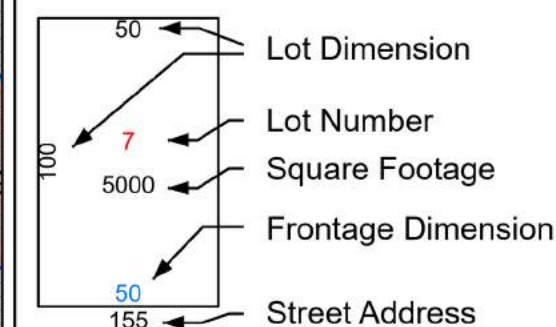 50
Lot Dimension
100
7
Lot Number
5000
Square Footage
Frontage Dimension
50
155
Street Address